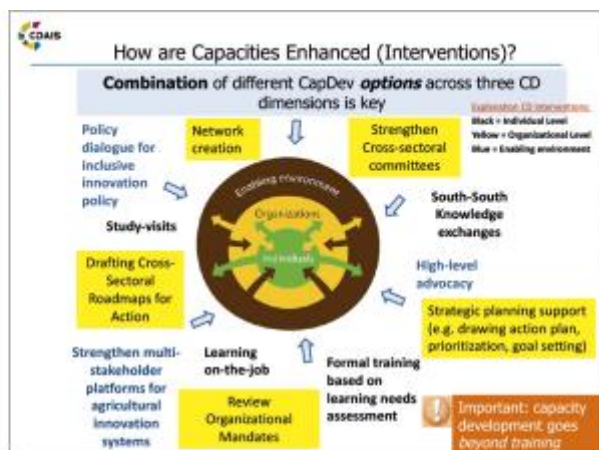 CDAIS
How are Capacities Enhanced (Interventions)?
Combination of different CapDev options across three CD
dimensions is key
Explanation CD interventions:
Black = Individual Level
Yellow = Organizational Level
Blue = Enabling environment
Policy
dialogue for
inclusive
innovation
policy
Network
creation
Strengthen
Cross-sectoral
committees
Study-visits
South-South
Knowledge
exchanges
Enabling environment
Organizations
Individuals
Drafting Cross-
Sectoral
Roadmaps for
Action
High-level
advocacy
Strategic planning support
(e.g. drawing action plan,
prioritization, goal setting)
Strengthen multi-
stakeholder
platforms for
agricultural
innovation
systems
Learning
on-the-job
Review
Organizational
Mandates
Formal training
based on
learning needs
assessment
Important: capacity
development goes
beyond training